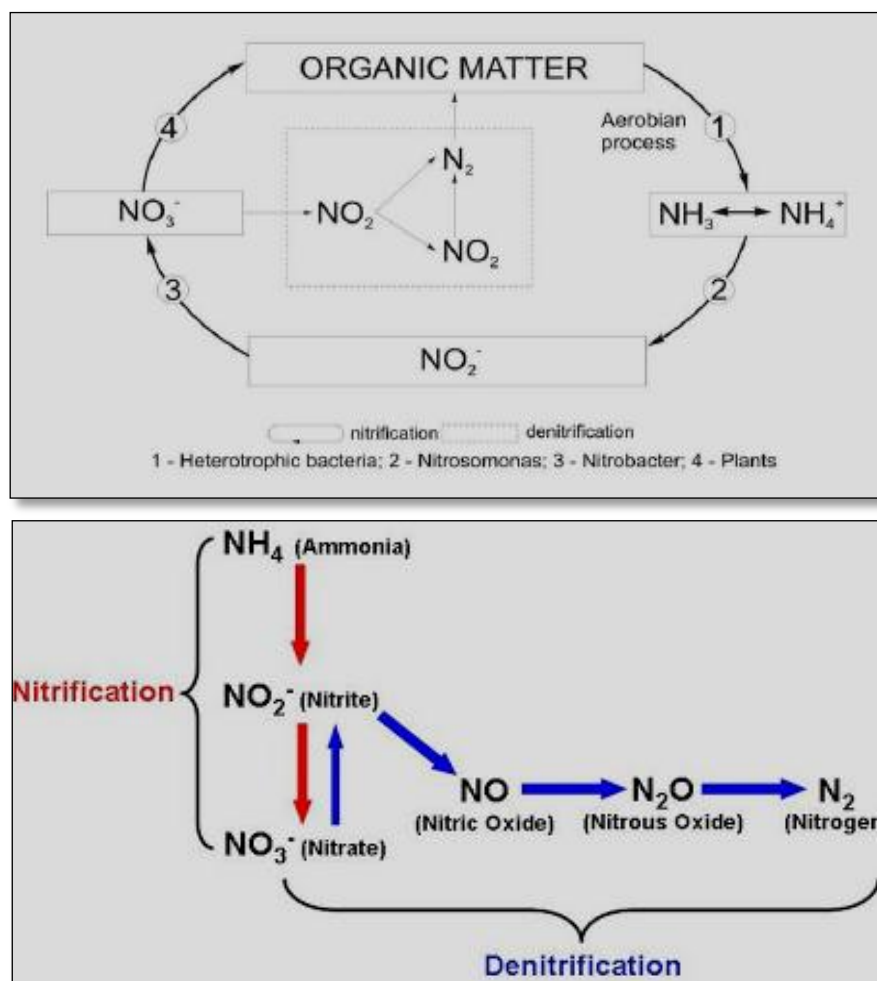 ORGANIC MATTER
4
Aerobian
process
1
N₂
NO₃⁻
NO₂
NH₃
NH₄⁺
NO₂
3
2
NO₂⁻
nitrification
denitrification
1 - Heterotrophic bacteria; 2 - Nitrosomonas; 3 - Nitrobacter; 4 - Plants
NH₄ (Ammonia)
Nitrification
NO₂⁻ (Nitrite)
NO
N₂O
N₂
(Nitric Oxide)
(Nitrous Oxide)
(Nitrogen
NO₃⁻ (Nitrate)
Denitrification